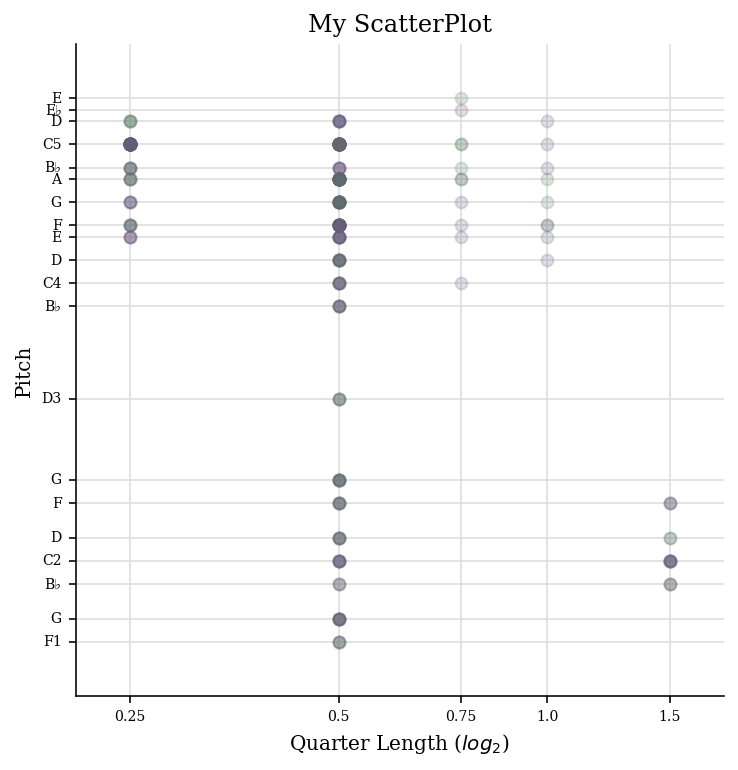 My ScatterPlot
E
E♭
D
C5
B♭
A
G
F
E
D
C4
B♭
Pitch
D3
G
F
D
C2
B♭
G
F1
0.25 0.5 0.75 1.0 1.5
Quarter Length (log₂)